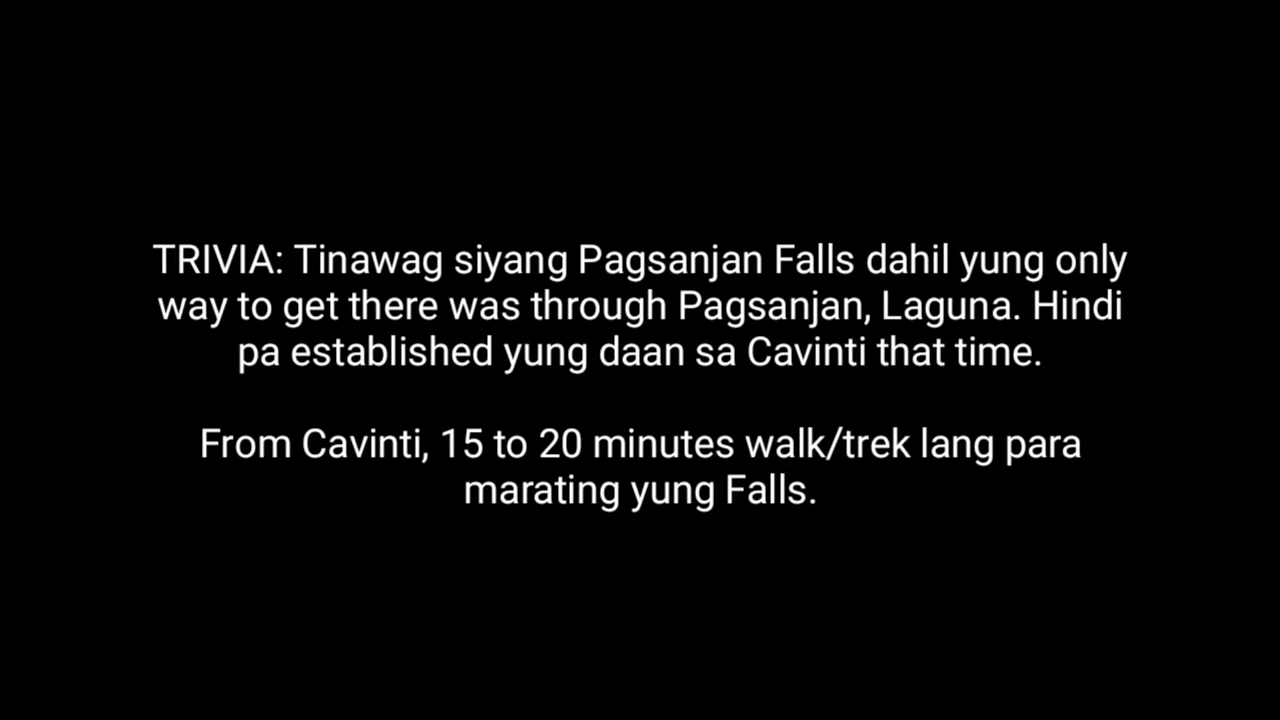 TRIVIA: Tinawag siyang Pagsanjan Falls dahil yung only
way to get there was through Pagsanjan, Laguna. Hindi
pa established yung daan sa Cavinti that time.
From Cavinti, 15 to 20 minutes walk/trek lang para
marating yung Falls.